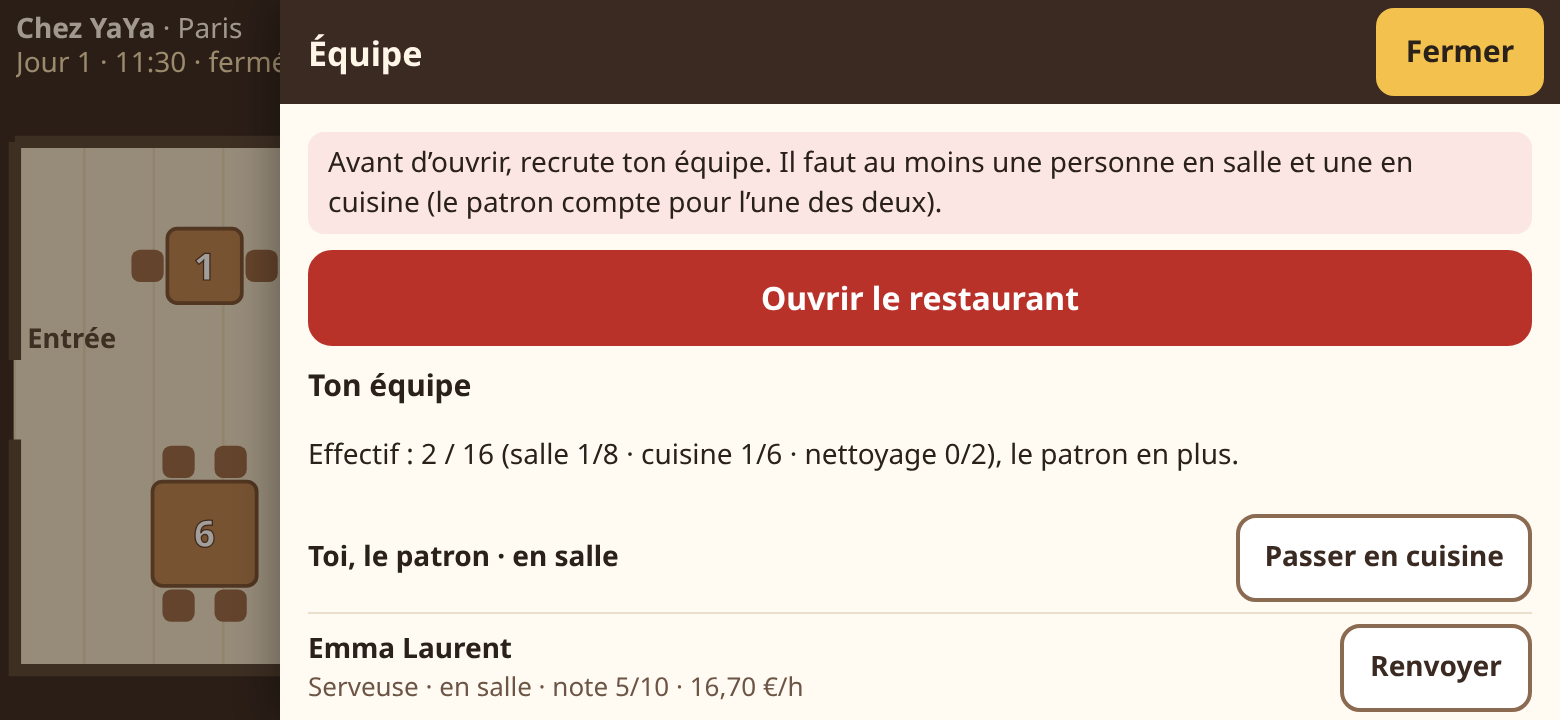 Chez YaYa · Paris
Jour 1 · 11:30 · fermé
Équipe
Fermer
Avant d’ouvrir, recrute ton équipe. Il faut au moins une personne en salle et une en
cuisine (le patron compte pour l’une des deux).
Ouvrir le restaurant
Ton équipe
Effectif : 2 / 16 (salle 1/8 · cuisine 1/6 · nettoyage 0/2), le patron en plus.
Toi, le patron · en salle
Passer en cuisine
Emma Laurent
Serveuse · en salle · note 5/10 · 16,70 €/h
Renvoyer
1
Entrée
6